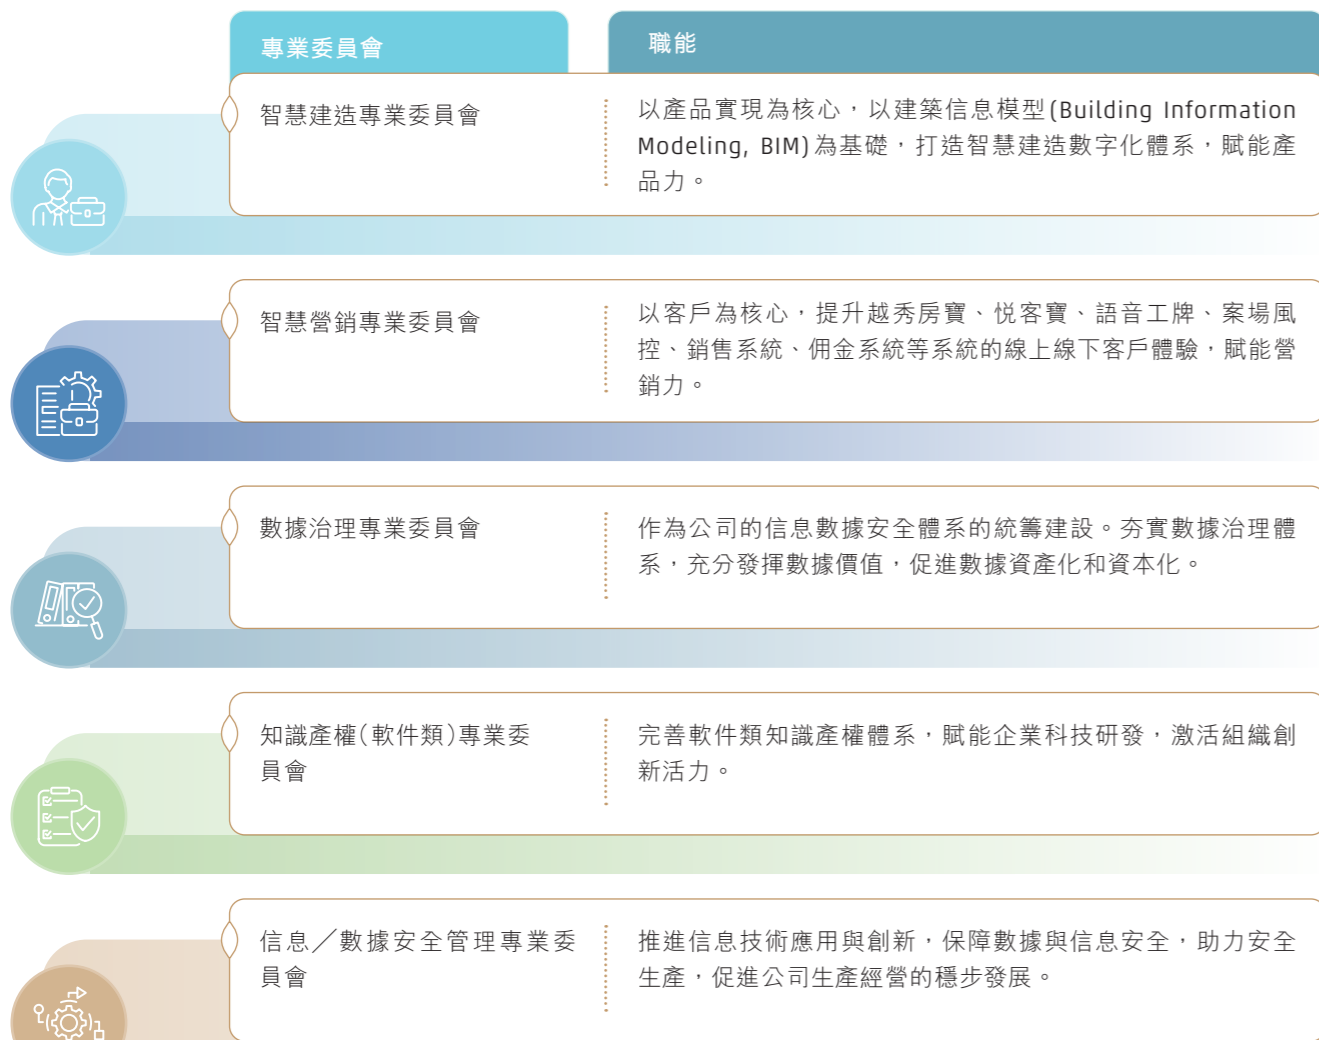 專業委員會
職能
智慧建造專業委員會
以產品實現為核心，以建築信息模型(Building Information
Modeling, BIM)為基礎，打造智慧建造數字化體系，賦能產
品力。
智慧營銷專業委員會
以客戶為核心，提升越秀房寶、悦客寶、語音工牌、案場風
控、銷售系統、佣金系統等系統的線上線下客戶體驗，賦能營
銷力。
數據治理專業委員會
作為公司的信息數據安全體系的統籌建設。夯實數據治理體
系，充分發揮數據價值，促進數據資產化和資本化。
知識產權(軟件類)專業委
員會
完善軟件類知識產權體系，賦能企業科技研發，激活組織創
新活力。
信息／數據安全管理專業委
員會
推進信息技術應用與創新，保障數據與信息安全，助力安全
生產，促進公司生產經營的穩步發展。